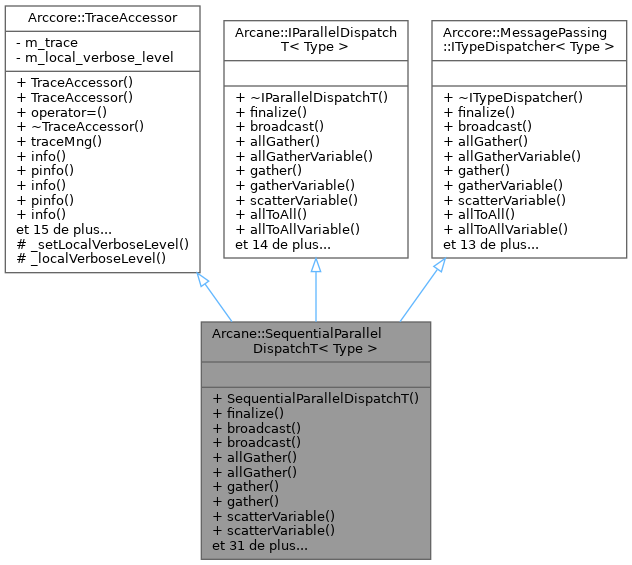 Arccore::TraceAccessor
- m_trace
- m_local_verbose_level
+ TraceAccessor()
+ TraceAccessor()
+ operator=()
+ ~TraceAccessor()
+ traceMng()
+ info()
+ pinfo()
+ info()
+ pinfo()
+ info()
et 15 de plus...
# _setLocalVerboseLevel()
# _localVerboseLevel()
Arcane::IParallelDispatch
T< Type >
+ ~IParallelDispatchT()
+ finalize()
+ broadcast()
+ allGather()
+ allGatherVariable()
+ gather()
+ gatherVariable()
+ scatterVariable()
+ allToAll()
+ allToAllVariable()
et 14 de plus...
Arccore::MessagePassing
::ITypeDispatcher< Type >
+ ~ITypeDispatcher()
+ finalize()
+ broadcast()
+ allGather()
+ allGatherVariable()
+ gather()
+ gatherVariable()
+ scatterVariable()
+ allToAll()
+ allToAllVariable()
et 13 de plus...
Arcane::SequentialParallel
DispatchT< Type >
+ SequentialParallelDispatchT()
+ finalize()
+ broadcast()
+ broadcast()
+ allGather()
+ allGather()
+ gather()
+ gather()
+ scatterVariable()
+ scatterVariable()
et 31 de plus...